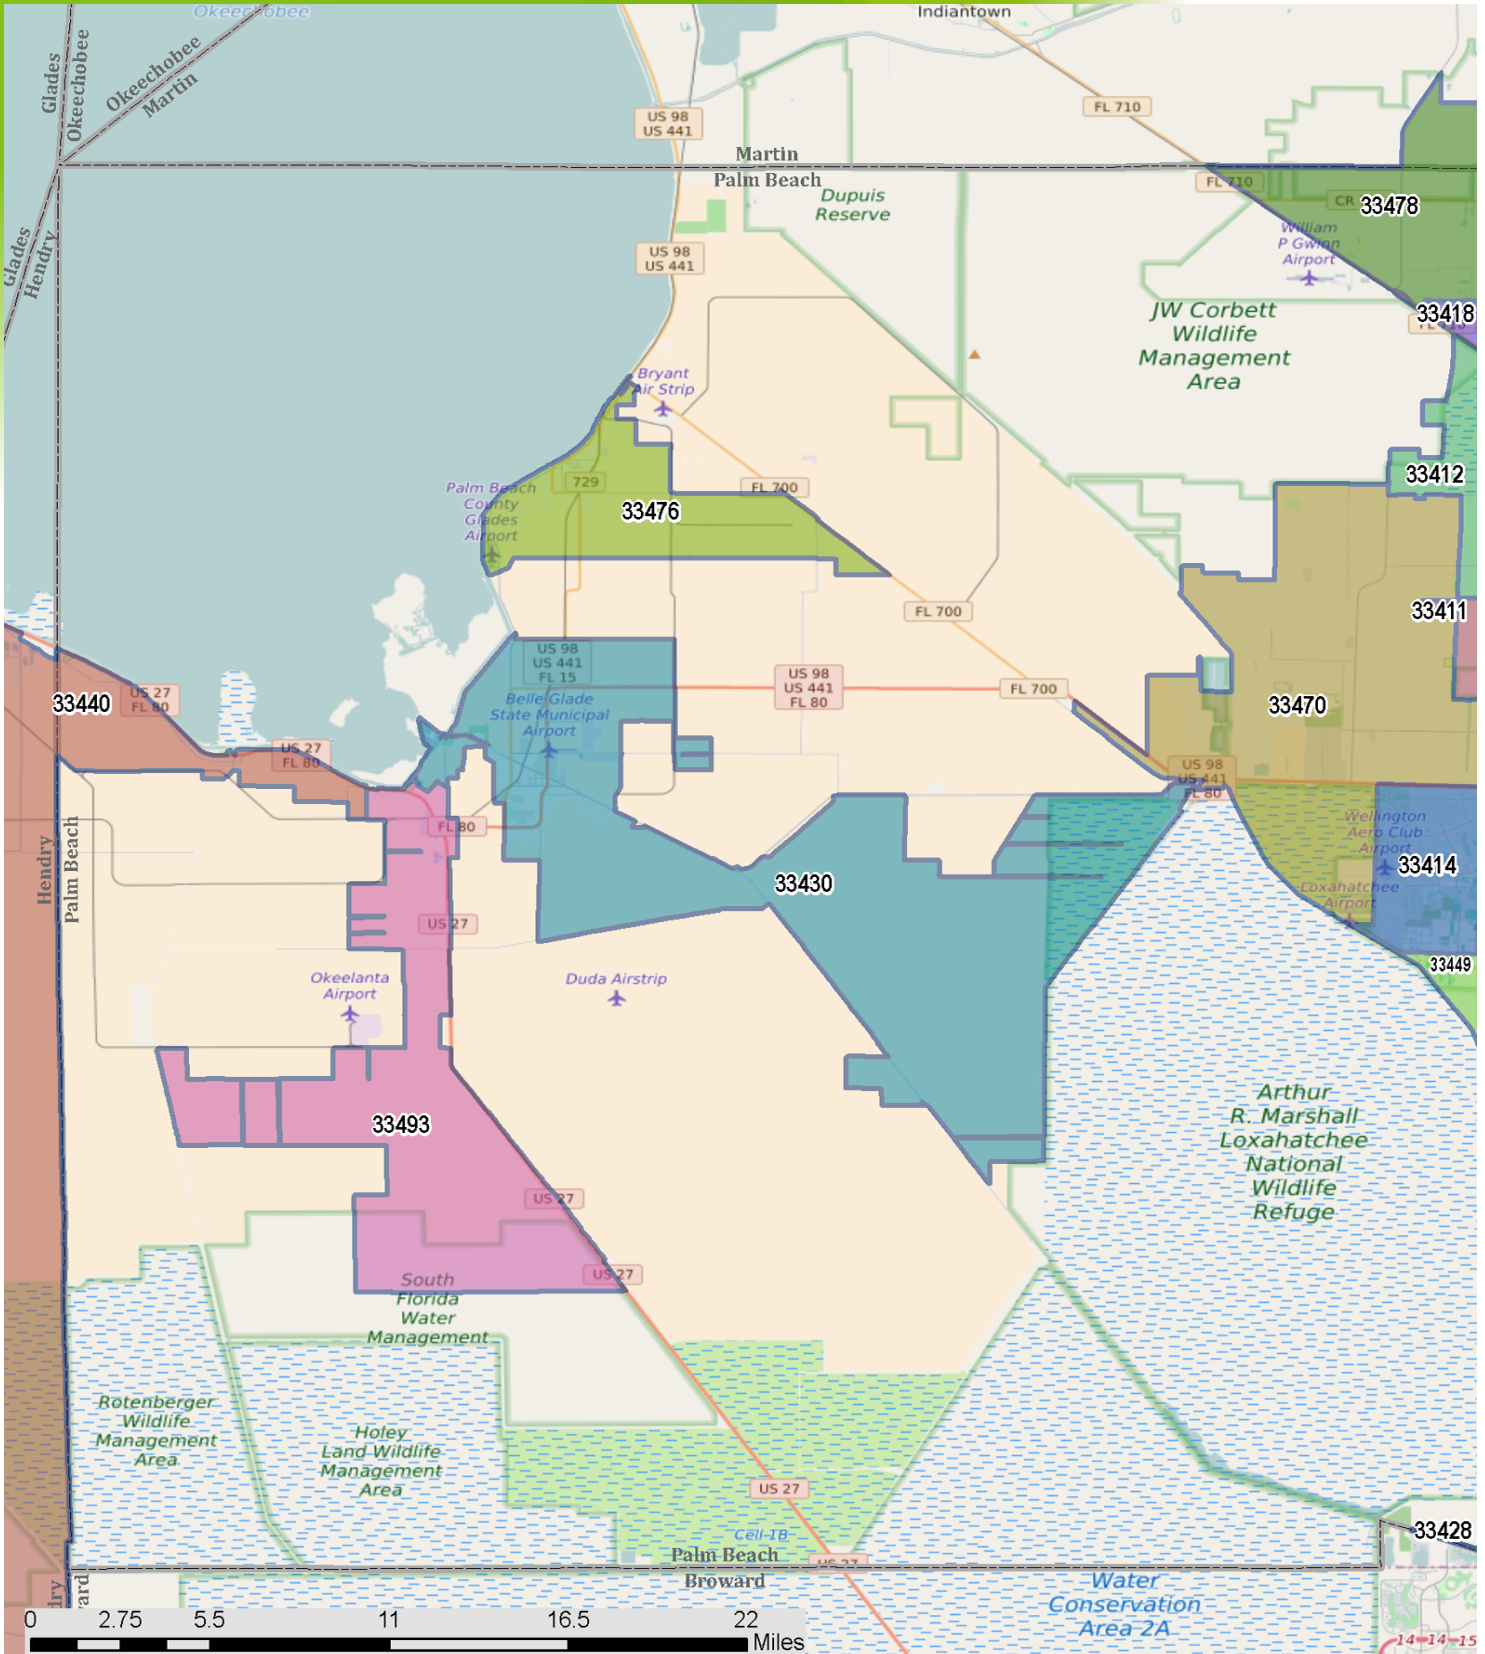 Okeechobee
Indiantown
Glades
Okeechobee
Okeechobee
Martin
FL 710
US 98
US 441
Martin
Palm Beach
FL 710
CR
33478
Dupuis
Reserve
William
P Gwinn
Airport
Glades
Hendry
US 98
US 441
33418
JW Corbett
Wildlife
Management
Area
Bryant
Air Strip
729
FL 700
33412
Palm Beach
County
Glades
Airport
33476
FL 700
33411
US 98
US 441
FL 15
US 98
US 441
FL 80
FL 700
33440
US 27
FL 80
Belle Glade
State Municipal
Airport
33470
US 27
FL 80
US 98
US 441
FL 80
FL 80
Wellington
Aero Club
Airport
33414
Hendry
Palm Beach
33430
Loxahatchee
Airport
US 27
33449
Okeelanta
Airport
Duda Airstrip
33493
Arthur
R. Marshall
Loxahatchee
National
Wildlife
Refuge
US 27
US 27
South
Florida
Water
Management
Rotenberger
Wildlife
Management
Area
Holey
Land Wildlife
Management
Area
US 27
Cell 1B
33428
Palm Beach
Broward
US 27
Water
Conservation
Area 2A
0 2.75 5.5 11 16.5 22
Miles
14 14 15